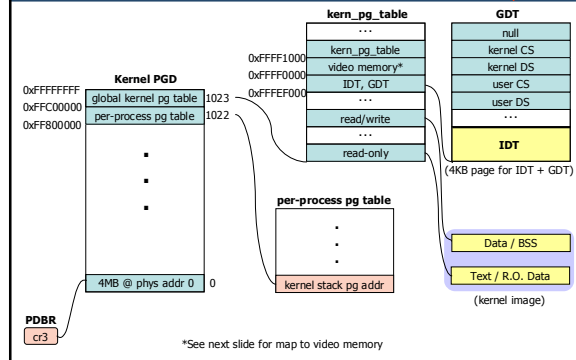 kern_pg_table
...
kern_pg_table
0xFFFF1000
video memory*
0xFFFF0000
IDT, GDT
0xFFFEF000
...
read/write
...
read-only
GDT
null
kernel CS
kernel DS
user CS
user DS
...
IDT
(4KB page for IDT + GDT)
Kernel PGD
0xFFFFFFFF
global kernel pg table 1023
0xFFC00000
per-process pg table 1022
0xFF800000
.
.
.
4MB @ phys addr 0 0
PDBR
cr3
per-process pg table
.
.
.
kernel stack pg addr
Data / BSS
Text / R.O. Data
(kernel image)
*See next slide for map to video memory